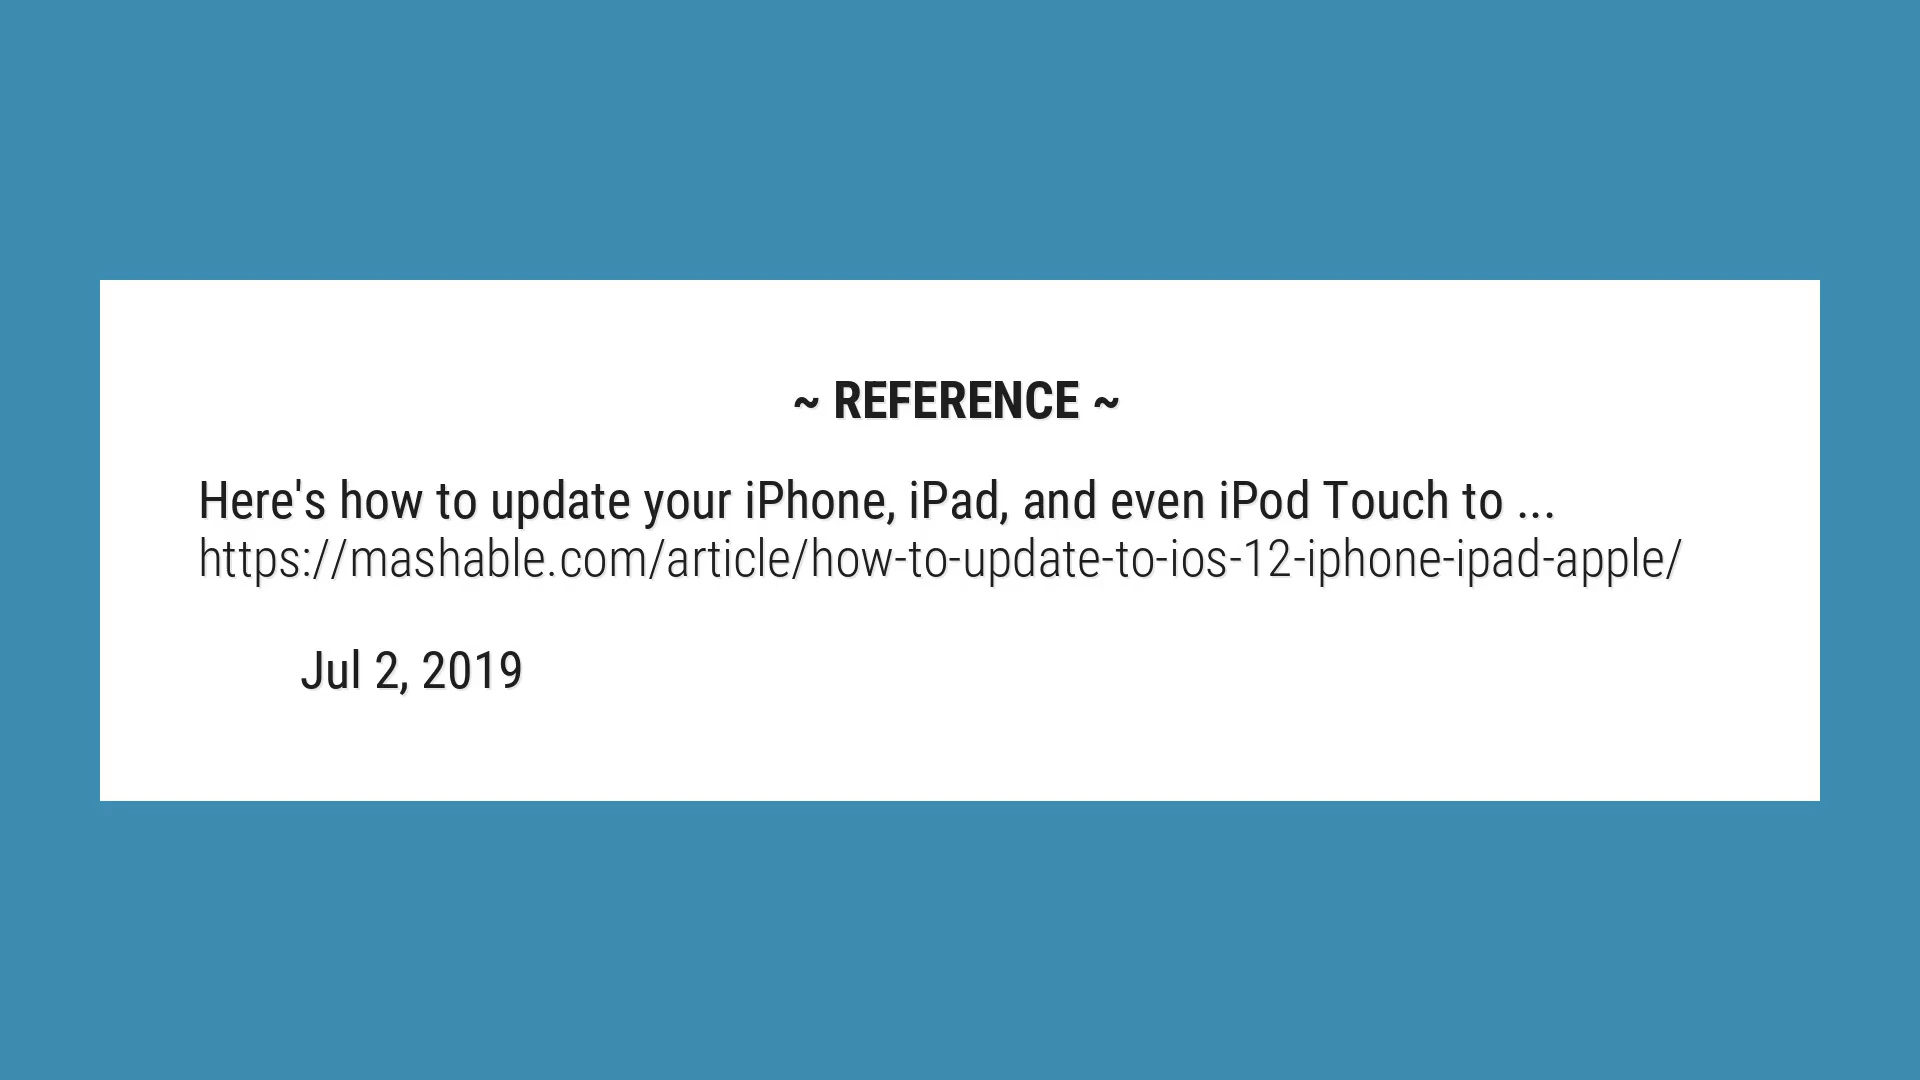 ~ REFERENCE ~
Here's how to update your iPhone, iPad, and even iPod Touch to ...
https://mashable.com/article/how-to-update-to-ios-12-iphone-ipad-apple/
Jul 2, 2019